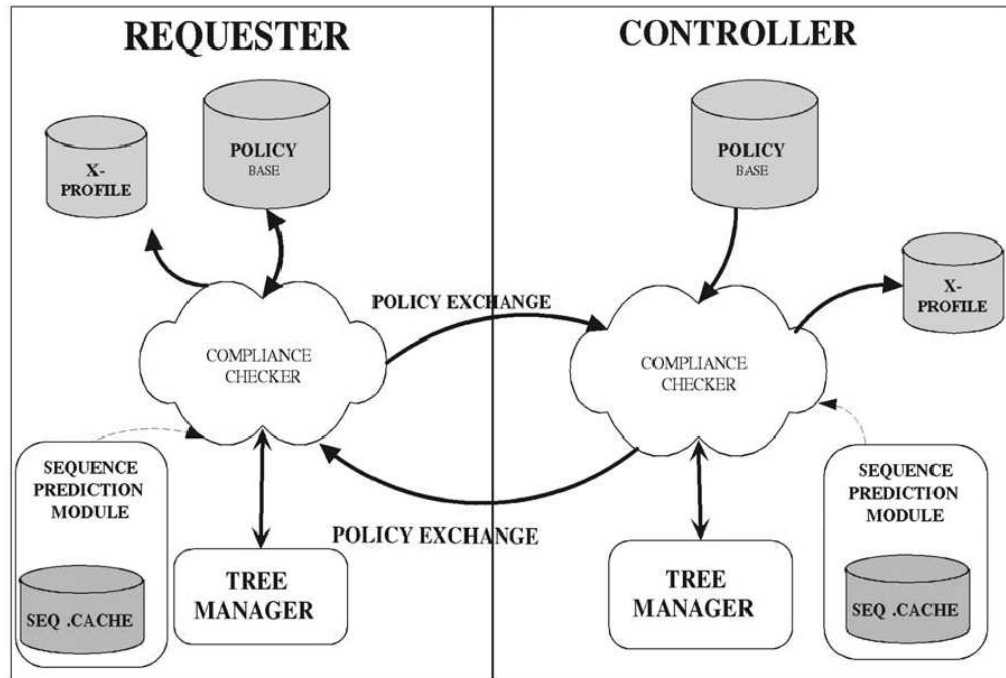 REQUESTER
CONTROLLER
POLICY
BASE
X-
PROFILE
POLICY
BASE
X-
PROFILE
POLICY EXCHANGE
COMPLIANCE
CHECKER
COMPLIANCE
CHECKER
SEQUENCE
PREDICTION
MODULE
SEQ .CACHE
POLICY EXCHANGE
TREE
MANAGER
TREE
MANAGER
SEQUENCE
PREDICTION
MODULE
SEQ .CACHE